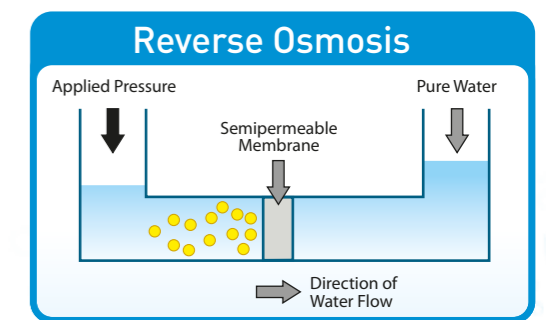 Reverse Osmosis
Applied Pressure
Pure Water
Semipermeable
Membrane
Direction of
Water Flow